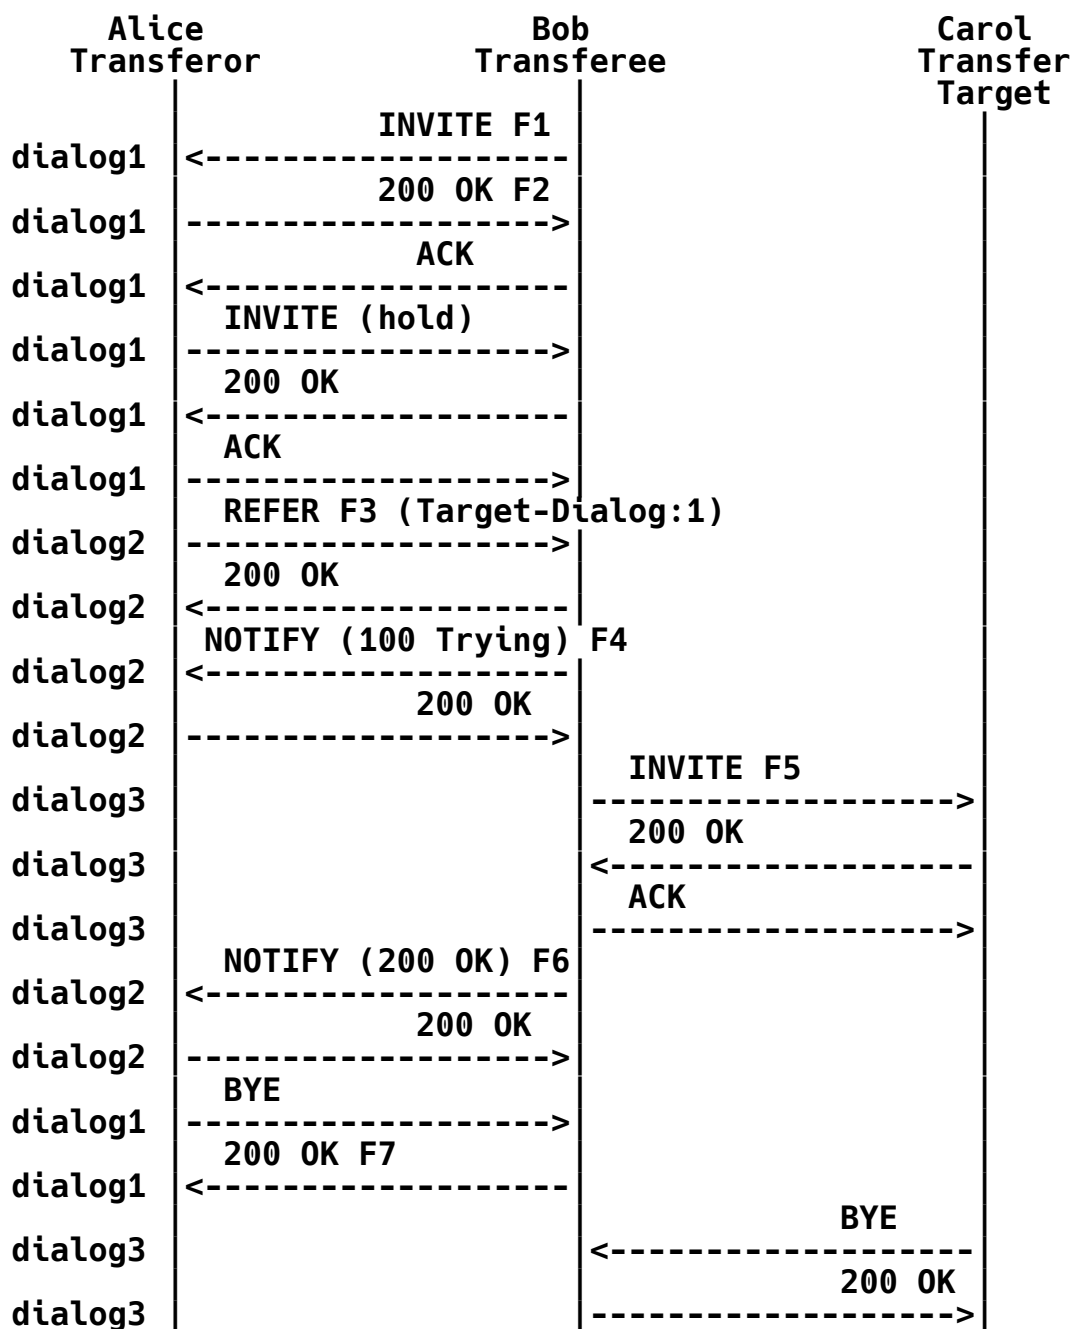 Alice Bob Carol
Transferor Transferee Transfer
Target
INVITE F1
dialog1 |<-------------------|
200 OK F2
dialog1 |------------------->|
ACK
dialog1 |<-------------------|
INVITE (hold)
dialog1 |------------------->|
200 OK
dialog1 |<-------------------|
ACK
dialog1 |------------------->|
REFER F3 (Target-Dialog:1)
dialog2 |------------------->|
200 OK
dialog2 |<-------------------|
NOTIFY (100 Trying) F4
dialog2 |<-------------------|
200 OK
dialog2 |------------------->|
INVITE F5
dialog3 |------------------->|
200 OK
dialog3 |<-------------------|
ACK
dialog3 |------------------->|
NOTIFY (200 OK) F6
dialog2 |<-------------------|
200 OK
dialog2 |------------------->|
BYE
dialog1 |------------------->|
200 OK F7
dialog1 |<-------------------|
BYE
dialog3 |<-------------------|
200 OK
dialog3 |------------------->|